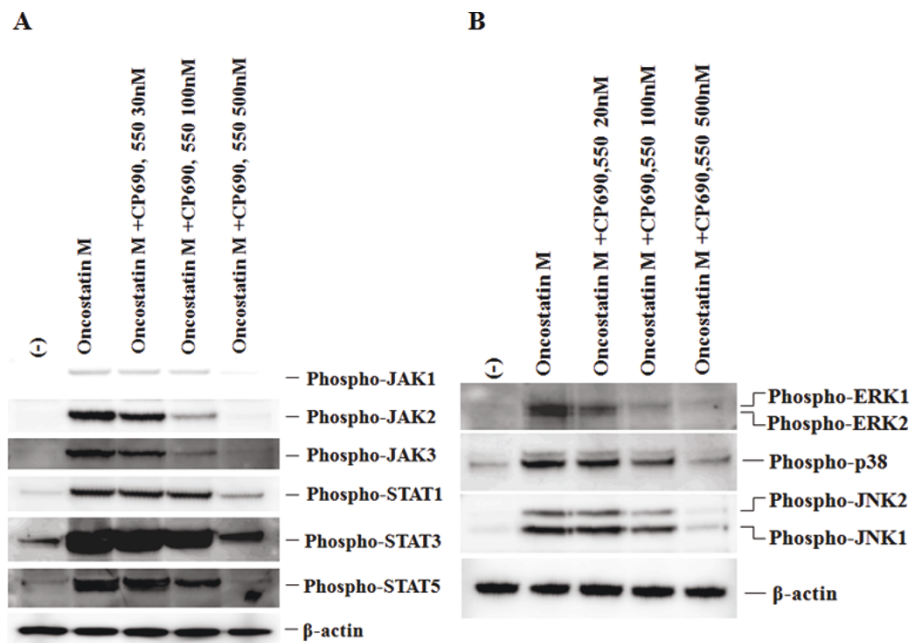 A
(-)
Oncostatin M
Oncostatin M +CP690, 550 30nM
Oncostatin M +CP690, 550 100nM
Oncostatin M +CP690, 550 500nM
Phospho-JAK1
Phospho-JAK2
Phospho-JAK3
Phospho-STAT1
Phospho-STAT3
Phospho-STAT5
β-actin
B
(-)
Oncostatin M
Oncostatin M +CP690,550 20nM
Oncostatin M +CP690,550 100nM
Oncostatin M +CP690,550 500nM
Phospho-ERK1
Phospho-ERK2
Phospho-p38
Phospho-JNK2
Phospho-JNK1
β-actin